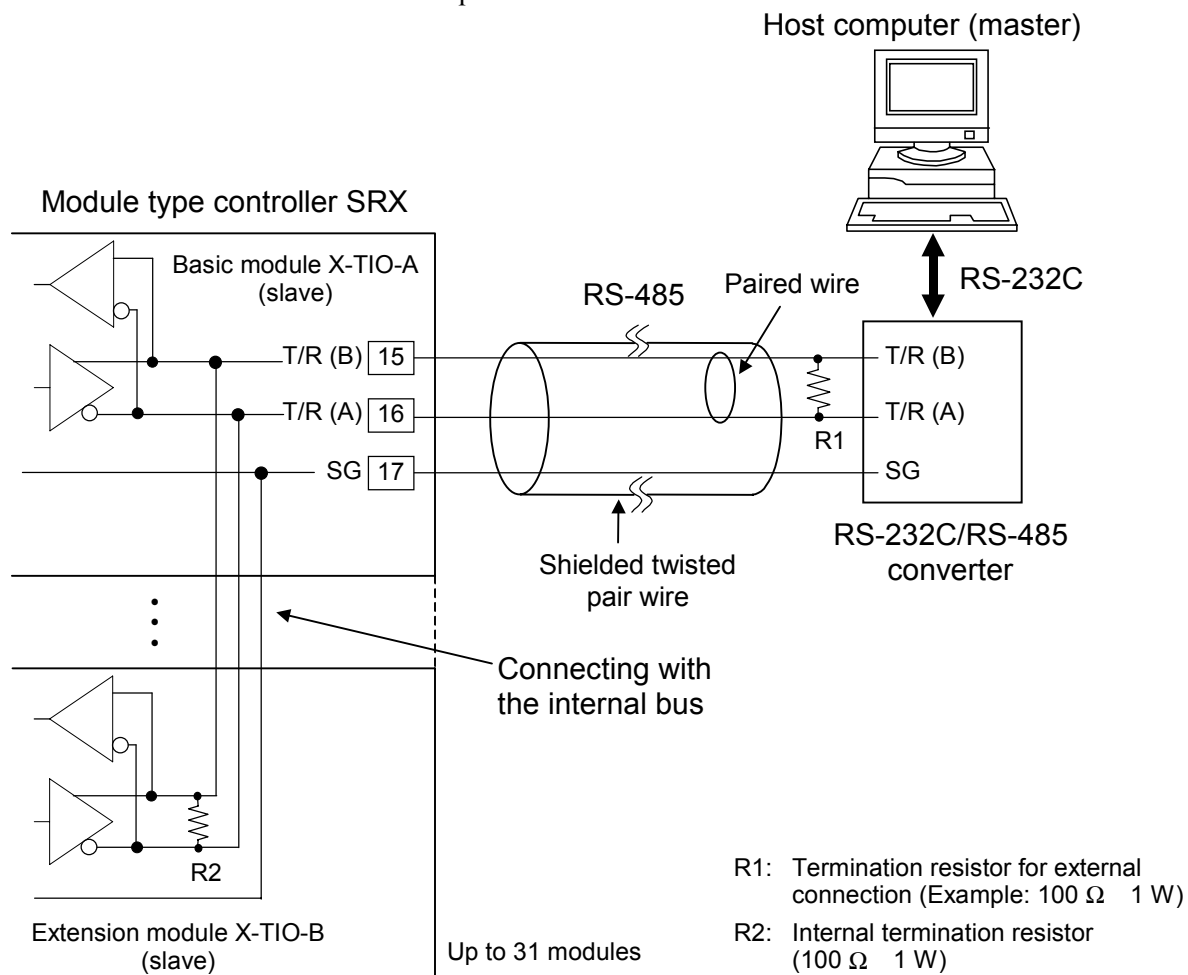 Host computer (master)
Module type controller SRX
Basic module X-TIO-A
(slave)
RS-485
Paired wire
RS-232C
T/R (B) 15
T/R (B)
T/R (A) 16
T/R (A)
R1
SG 17
SG
RS-232C/RS-485
converter
Shielded twisted
pair wire
Connecting with
the internal bus
R2
Extension module X-TIO-B
(slave)
Up to 31 modules
R1: Termination resistor for external
connection (Example: 100 Ω 1 W)
R2: Internal termination resistor
(100 Ω 1 W)